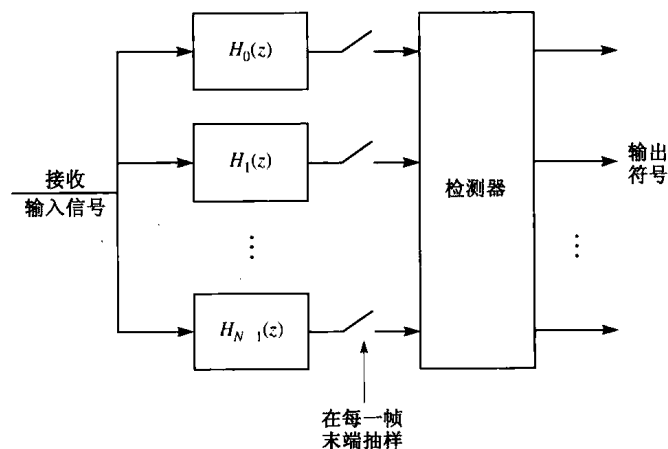 H₀(z)
H₁(z)
接收
输入信号
⋮
H_{N-1}(z)
检测器
输出
符号
⋮
在每一帧
末端抽样